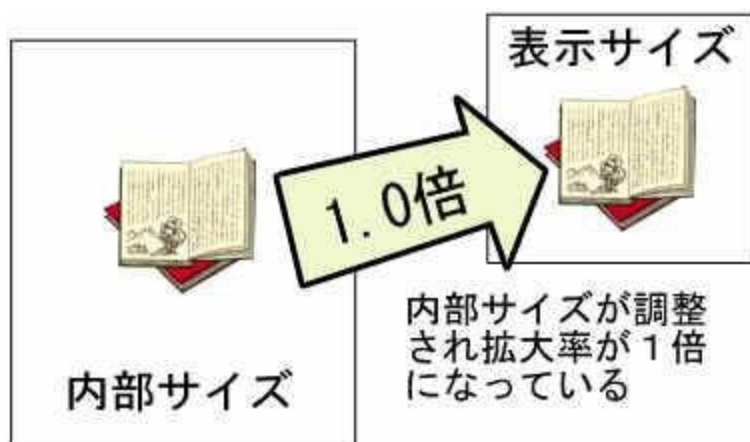 表示サイズ
1.0倍
内部サイズ
内部サイズが調整
され拡大率が１倍
になっている